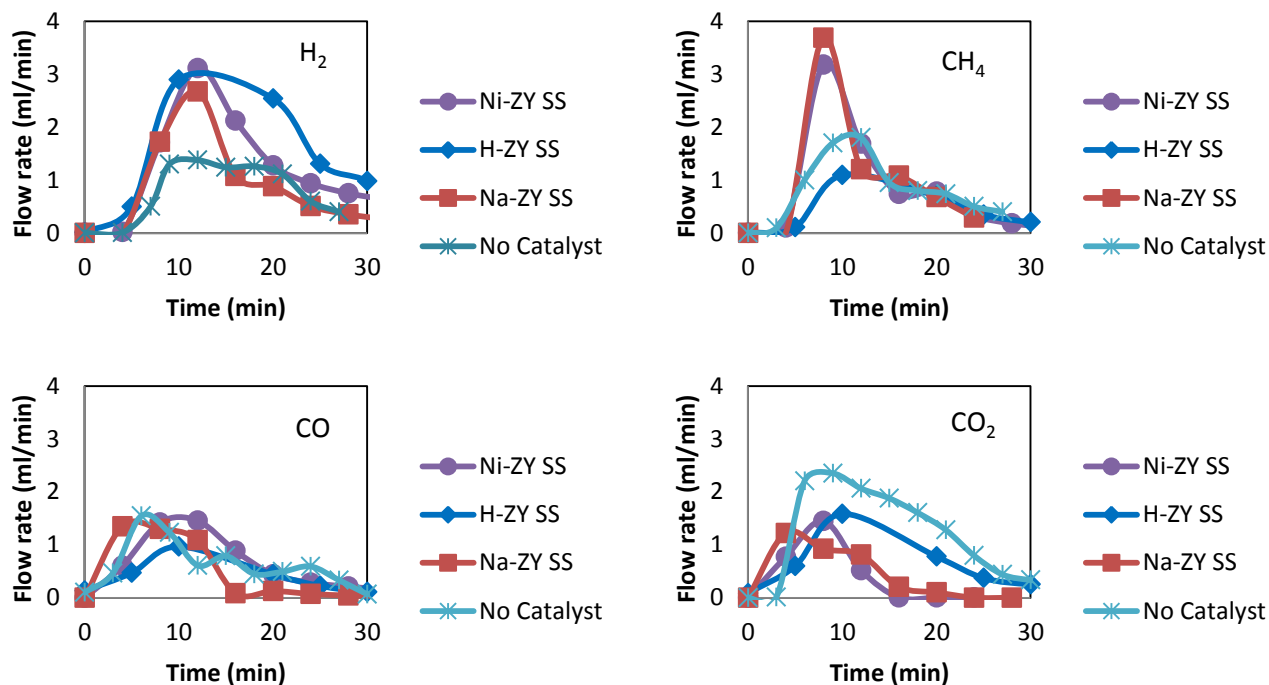 H2
Flow rate (ml/min)
4
3
2
1
0
0 10 20 30
Time (min)
Ni-ZY SS
H-ZY SS
Na-ZY SS
No Catalyst
CH4
Flow rate (ml/min)
4
3
2
1
0
0 10 20 30
Time (min)
Ni-ZY SS
H-ZY SS
Na-ZY SS
No Catalyst
CO
Flow rate (ml/min)
4
3
2
1
0
0 10 20 30
Time (min)
Ni-ZY SS
H-ZY SS
Na-ZY SS
No Catalyst
CO2
Flow rate (ml/min)
4
3
2
1
0
0 10 20 30
Time (min)
Ni-ZY SS
H-ZY SS
Na-ZY SS
No Catalyst